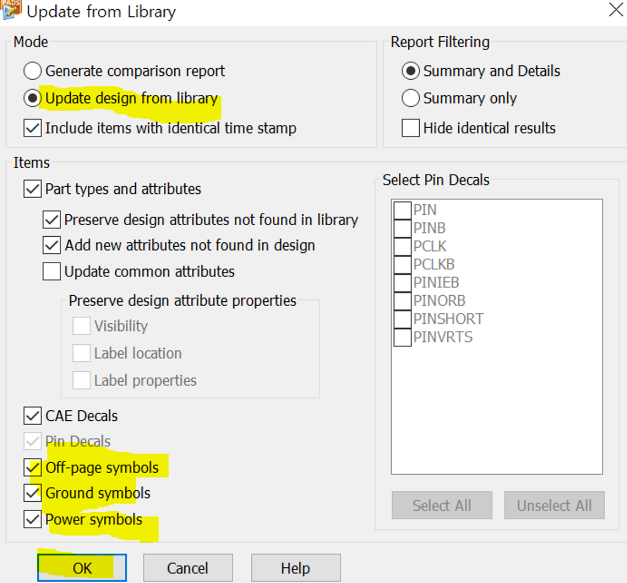 Update from Library
Mode
Generate comparison report
Update design from library
Include items with identical time stamp
Report Filtering
Summary and Details
Summary only
Hide identical results
Items
Part types and attributes
Preserve design attributes not found in library
Add new attributes not found in design
Update common attributes
Preserve design attribute properties
Visibility
Label location
Label properties
CAE Decals
Pin Decals
Off-page symbols
Ground symbols
Power symbols
Select Pin Decals
PIN
PINB
PCLK
PCLKB
PINIEB
PINORB
PINSHORT
PINVRTS
Select All
Unselect All
OK
Cancel
Help